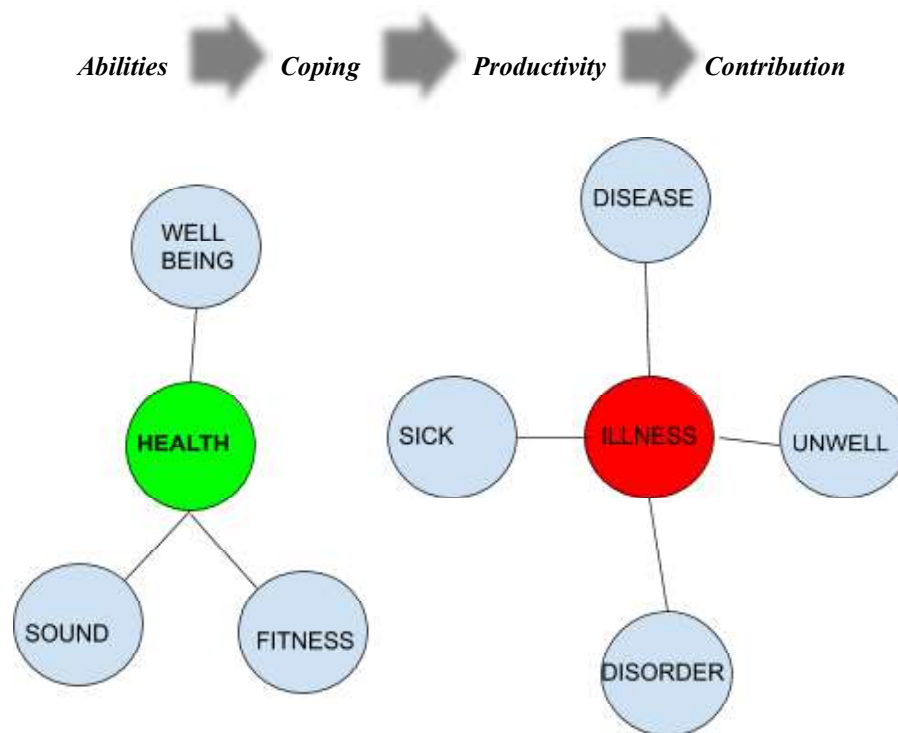 Abilities Coping Productivity Contribution
DISEASE
WELL
BEING
HEALTH
SICK
ILLNESS
UNWELL
SOUND
FITNESS
DISORDER